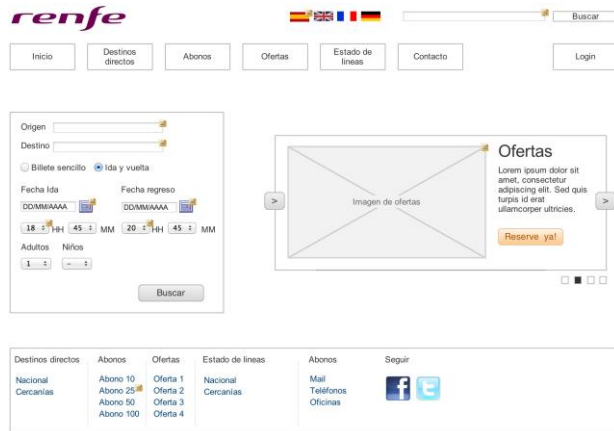 renfe
Buscar
Inicio
Destinos
directos
Abonos
Ofertas
Estado de
lineas
Contacto
Login
Origen
Destino
Billete sencillo Ida y vuelta
Fecha Ida Fecha regreso
DD/MM/AAAA DD/MM/AAAA
18 HH 45 MM 20 HH 45 MM
Adultos Niños
1 –
Buscar
>
Imagen de ofertas
Ofertas
Lorem ipsum dolor sit
amet, consectetur
adipiscing elit. Sed quis
turpis id erat
ullamcorper ultricies.
Reserve ya!
>
Destinos directos Abonos Ofertas Estado de lineas Abonos Seguir
Nacional Abono 10 Oferta 1 Nacional Mail
Cercanías Abono 25 Oferta 2 Cercanías Teléfonos
Abono 50 Oferta 3 Oficinas
Abono 100 Oferta 4
f t